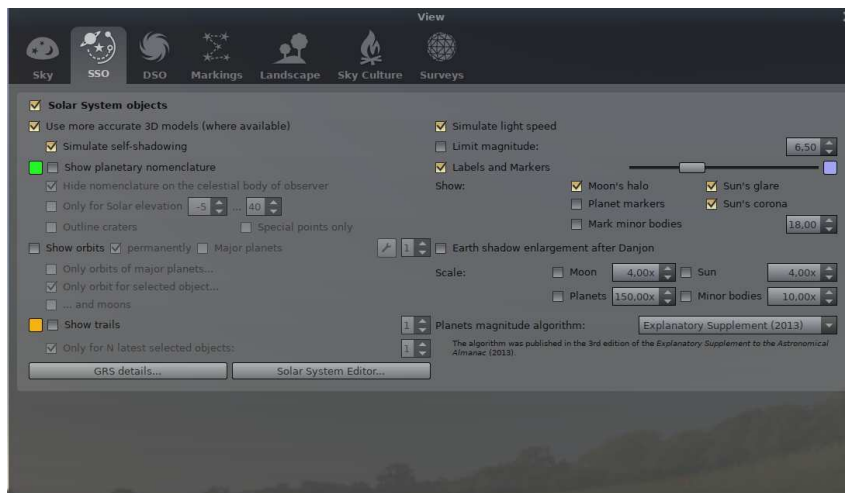 View
Sky SSO DSO Markings Landscape Sky Culture Surveys
Solar System objects
Use more accurate 3D models (where available)
Simulate self-shadowing
Show planetary nomenclature
Hide nomenclature on the celestial body of observer
Only for Solar elevation -5 ... 40
Outline craters Special points only
Show orbits permanently Major planets 1
Only orbits of major planets...
Only orbit for selected object...
... and moons
Show trails 1
Only for N latest selected objects: 1
GRS details... Solar System Editor...
Simulate light speed
Limit magnitude: 6,50
Labels and Markers
Show: Moon's halo Sun's glare
Planet markers Sun's corona
Mark minor bodies 18,00
Earth shadow enlargement after Danjon
Scale: Moon 4,00x Sun 4,00x
Planets 150,00x Minor bodies 10,00x
Planets magnitude algorithm: Explanatory Supplement (2013)
The algorithm was published in the 3rd edition of the Explanatory Supplement to the Astronomical
Almanac (2013).